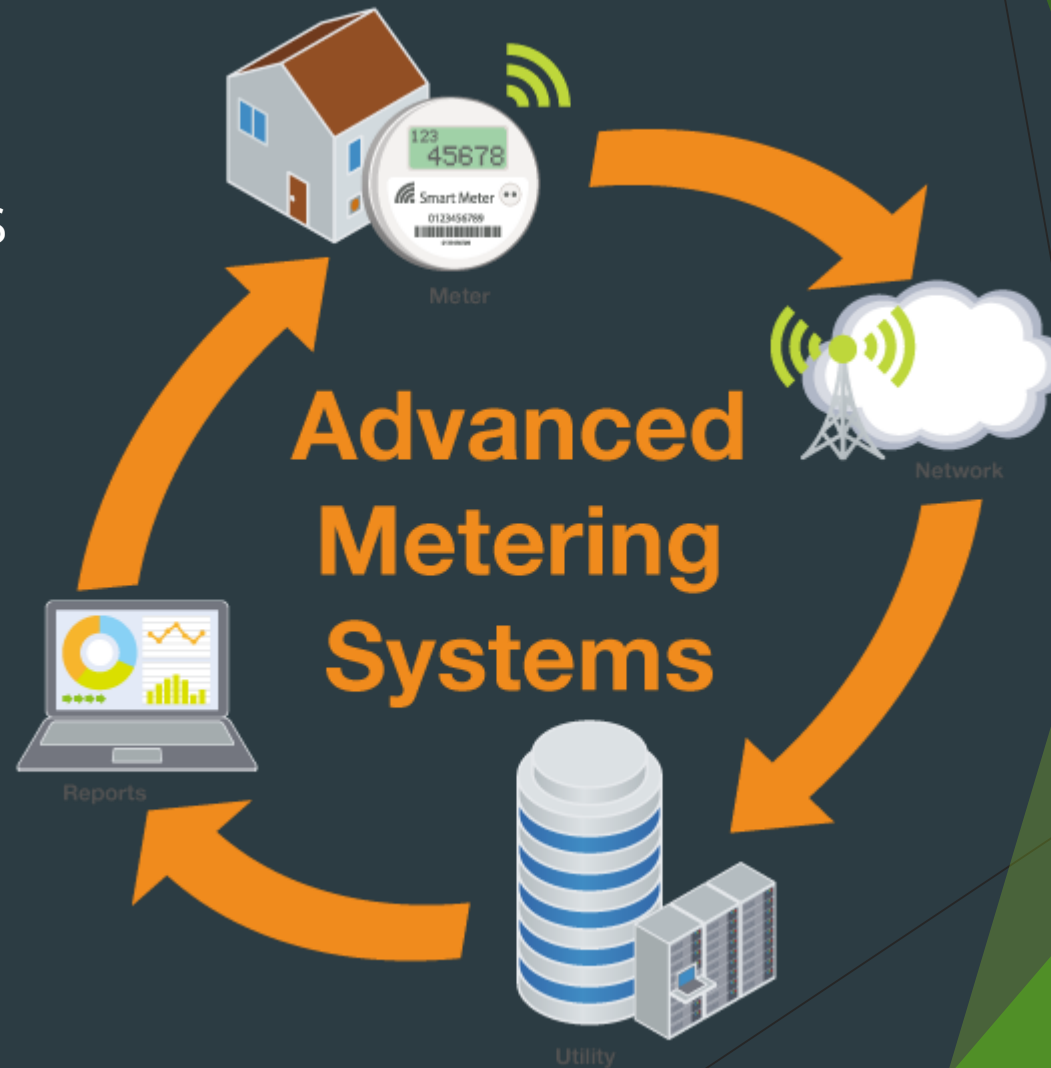 123
45678
Smart Meter
0123456789
s
Meter
Network
Advanced
Metering
Systems
Reports
Utility